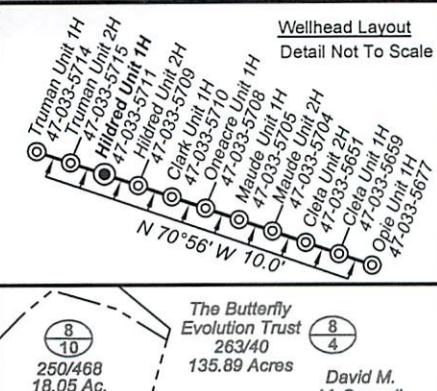 Wellhead Layout
Detail Not To Scale
Truman Unit 1H
47-033-5714
Truman Unit 2H
47-033-5715
Hildred Unit 1H
47-033-5711
Hildred Unit 2H
47-033-5709
Clark Unit 1H
47-033-5710
Oneacre Unit 1H
47-033-5708
Maude Unit 1H
47-033-5705
Maude Unit 2H
47-033-5704
Cleta Unit 2H
47-033-5651
Cleta Unit 1H
47-033-5659
Opie Unit 1H
47-033-5677
N 70°56' W 10.0'
8
10
250/468
18.05 Ac.
The Butterfly
Evolution Trust
263/40
135.89 Acres
8
4
David M.